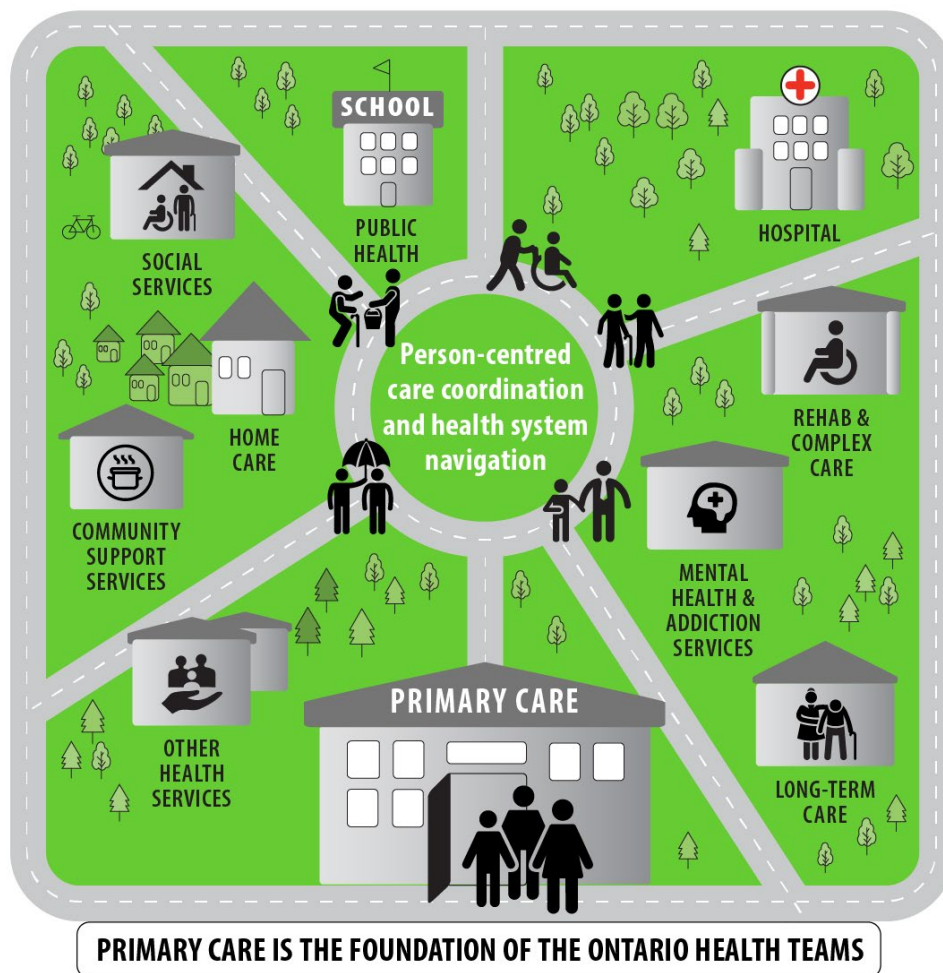 SCHOOL
PUBLIC
HEALTH
HOSPITAL
SOCIAL
SERVICES
Person-centred
care coordination
and health system
navigation
HOME
CARE
REHAB &
COMPLEX
CARE
COMMUNITY
SUPPORT
SERVICES
MENTAL
HEALTH &
ADDICTION
SERVICES
PRIMARY CARE
OTHER
HEALTH
SERVICES
LONG-TERM
CARE
PRIMARY CARE IS THE FOUNDATION OF THE ONTARIO HEALTH TEAMS